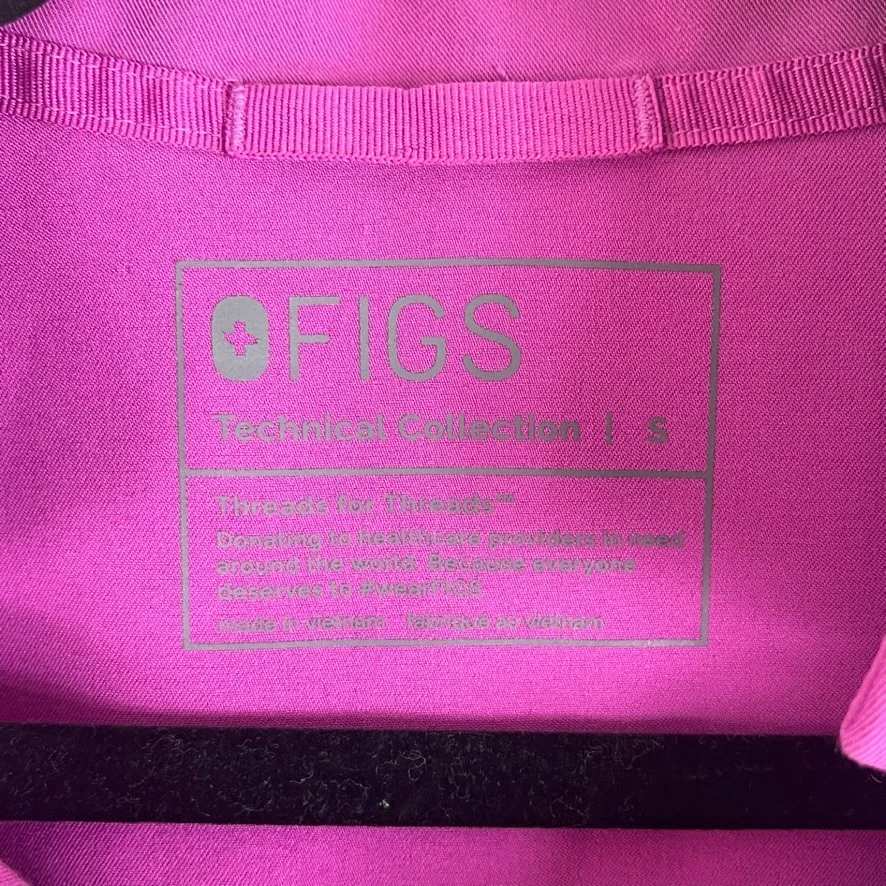 FIGS
Technical Collection | S
Threads for Threads™
Donating to healthcare providers in need
around the world. Because everyone
deserves to #wearFIGS
made in vietnam fabriqué au vietnam